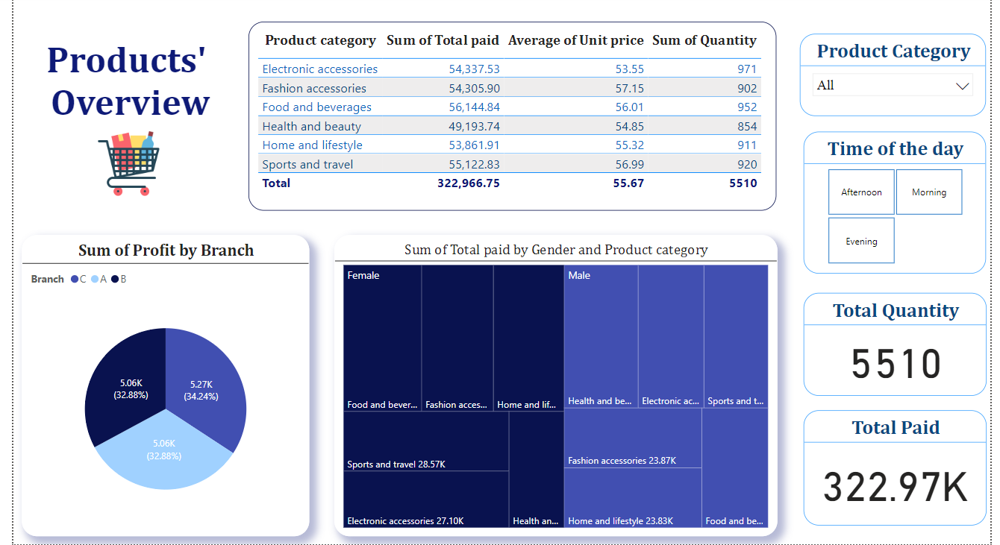 Products'
Overview
Product category Sum of Total paid Average of Unit price Sum of Quantity
Electronic accessories 54,337.53 53.55 971
Fashion accessories 54,305.90 57.15 902
Food and beverages 56,144.84 56.01 952
Health and beauty 49,193.74 54.85 854
Home and lifestyle 53,861.91 55.32 911
Sports and travel 55,122.83 56.99 920
Total 322,966.75 55.67 5510
Product Category
All
Time of the day
Afternoon Morning
Evening
Sum of Profit by Branch
Branch C A B
5.06K
(32.88%)
5.27K
(34.24%)
5.06K
(32.88%)
Sum of Total paid by Gender and Product category
Female
Food and bever... Fashion acces... Home and lif...
Sports and travel 28.57K
Electronic accessories 27.10K
Health an...
Male
Health and be... Electronic ac... Sports and t...
Fashion accessories 23.87K
Home and lifestyle 23.83K
Food and be...
Total Quantity
5510
Total Paid
322.97K